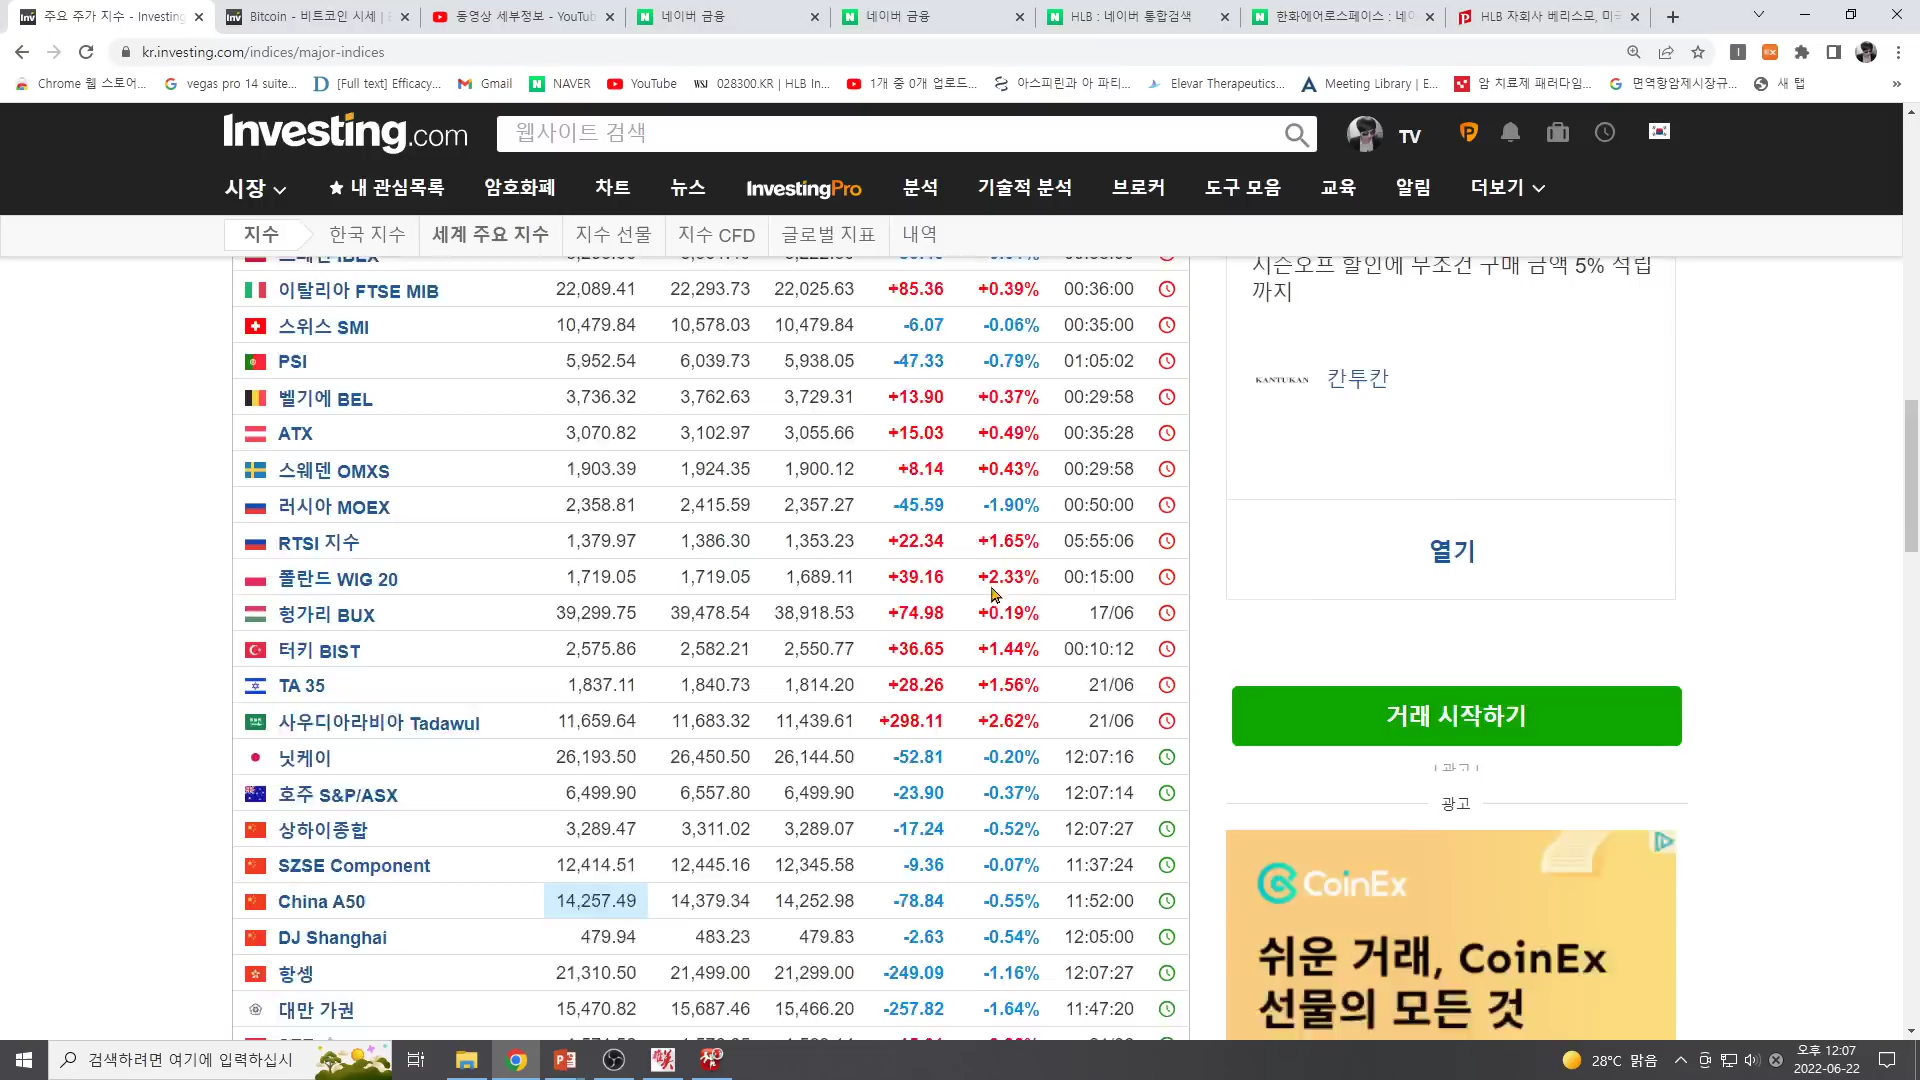 주요 주가 지수 - Investing
Bitcoin - 비트코인 시세 |
동영상 세부정보 - YouTub
네이버 금융
네이버 금융
HLB : 네이버 통합검색
한화에어로스페이스 : 네이
HLB 자회사 베리스모, 미
kr.investing.com/indices/major-indices
Chrome 웹 스토어...
vegas pro 14 suite...
[Full text] Efficacy...
Gmail
NAVER
YouTube
WSJ 028300.KR | HLB In...
1개 중 0개 업로드...
아스피린과 아 파티...
Elevar Therapeutics...
Meeting Library | E...
암 치료제 패러다임...
면역항암제시장규...
새 탭
»
Investing.com
웹사이트 검색
TV
시장
내 관심목록
암호화폐
차트
뉴스
InvestingPro
분석
기술적 분석
브로커
도구 모음
교육
알림
더보기
지수
한국 지수
세계 주요 지수
지수 선물
지수 CFD
글로벌 지표
내역
이탈리아 FTSE MIB 22,089.41 22,293.73 22,025.63 +85.36 +0.39% 00:36:00
스위스 SMI 10,479.84 10,578.03 10,479.84 -6.07 -0.06% 00:35:00
PSI 5,952.54 6,039.73 5,938.05 -47.33 -0.79% 01:05:02
벨기에 BEL 3,736.32 3,762.63 3,729.31 +13.90 +0.37% 00:29:58
ATX 3,070.82 3,102.97 3,055.66 +15.03 +0.49% 00:35:28
스웨덴 OMXS 1,903.39 1,924.35 1,900.12 +8.14 +0.43% 00:29:58
러시아 MOEX 2,358.81 2,415.59 2,357.27 -45.59 -1.90% 00:50:00
RTSI 지수 1,379.97 1,386.30 1,353.23 +22.34 +1.65% 05:55:06
폴란드 WIG 20 1,719.05 1,719.05 1,689.11 +39.16 +2.33% 00:15:00
헝가리 BUX 39,299.75 39,478.54 38,918.53 +74.98 +0.19% 17/06
터키 BIST 2,575.86 2,582.21 2,550.77 +36.65 +1.44% 00:10:12
TA 35 1,837.11 1,840.73 1,814.20 +28.26 +1.56% 21/06
사우디아라비아 Tadawul 11,659.64 11,683.32 11,439.61 +298.11 +2.62% 21/06
닛케이 26,193.50 26,450.50 26,144.50 -52.81 -0.20% 12:07:16
호주 S&P/ASX 6,499.90 6,557.80 6,499.90 -23.90 -0.37% 12:07:14
상하이종합 3,289.47 3,311.02 3,289.07 -17.24 -0.52% 12:07:27
SZSE Component 12,414.51 12,445.16 12,345.58 -9.36 -0.07% 11:37:24
China A50 14,257.49 14,379.34 14,252.98 -78.84 -0.55% 11:52:00
DJ Shanghai 479.94 483.23 479.83 -2.63 -0.54% 12:05:00
항셍 21,310.50 21,499.00 21,299.00 -249.09 -1.16% 12:07:27
대만 가권 15,470.82 15,687.46 15,466.20 -257.82 -1.64% 11:47:20
시즌오프 할인에 무조건 구매 금액 5% 적립
까지
KANTUKAN 칸투칸
열기
거래 시작하기
광고
CoinEx
쉬운 거래, CoinEx
선물의 모든 것
검색하려면 여기에 입력하십시
28°C 맑음
오후 12:07
2022-06-22